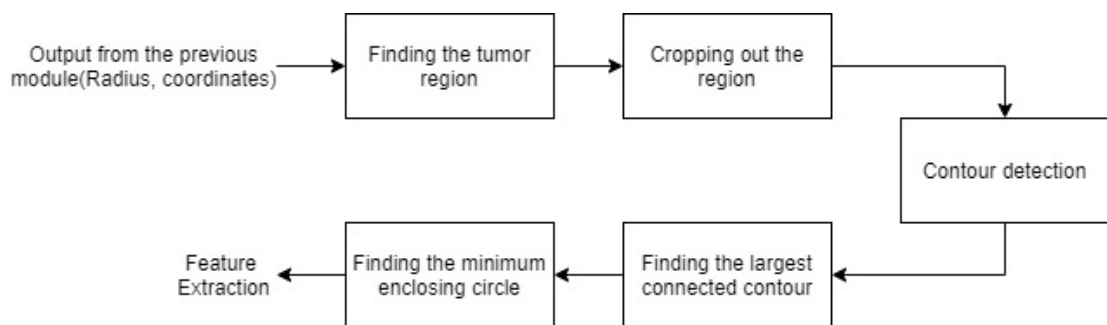 Output from the previous
module(Radius, coordinates)
Finding the tumor
region
Cropping out the
region
Contour detection
Finding the largest
connected contour
Finding the minimum
enclosing circle
Feature
Extraction